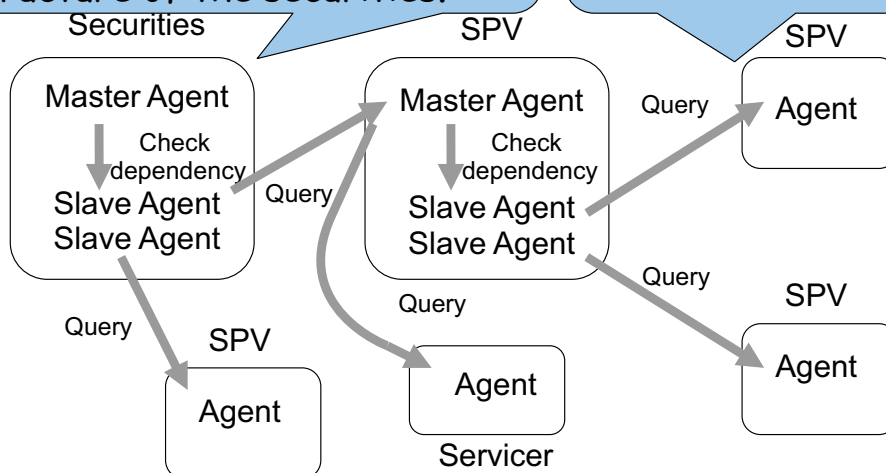 Securities
SPV
SPV
Master Agent
Check
dependency
Slave Agent
Slave Agent
Query
Master Agent
Check
dependency
Slave Agent
Slave Agent
Query
Agent
Query
Query
Query
SPV
Agent
SPV
Agent
Agent
Servicer